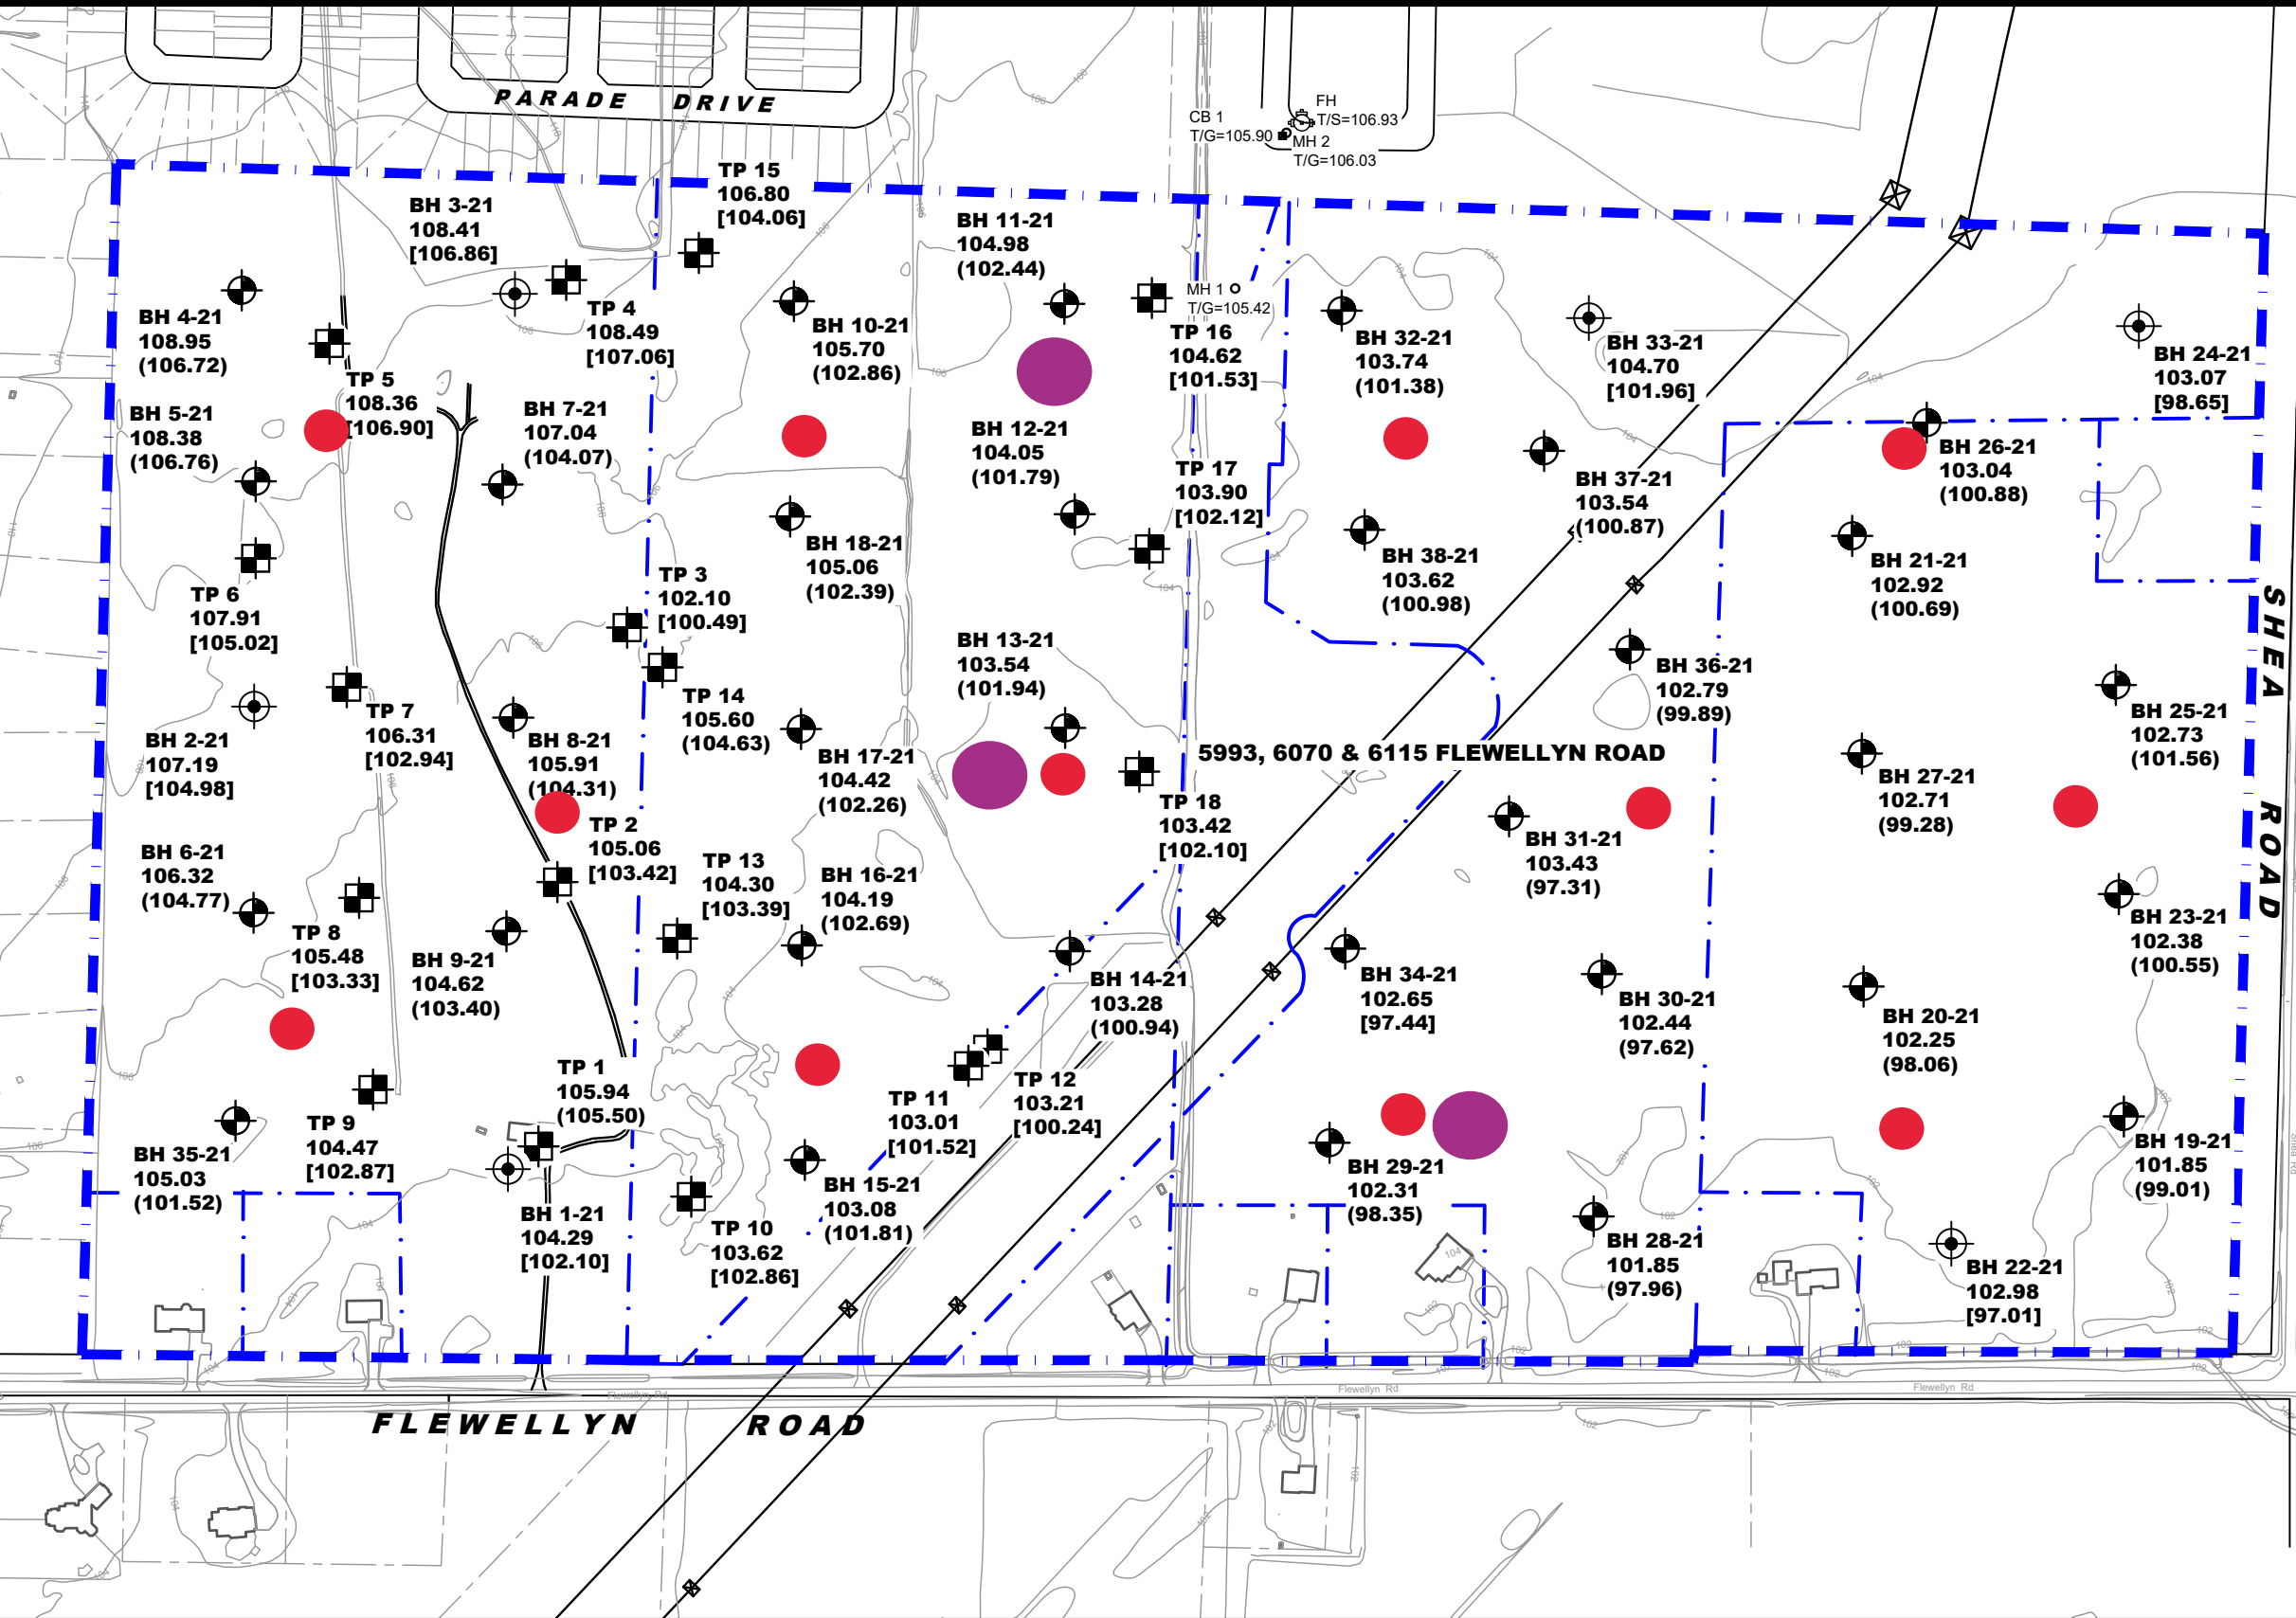 PARADE DRIVE
CB 1
T/G=105.90
FH
T/S=106.93
MH 2
T/G=106.03
TP 15
106.80
[104.06]
BH 3-21
108.41
[106.86]
BH 11-21
104.98
(102.44)
MH 1
T/G=105.42
BH 4-21
108.95
(106.72)
TP 4
108.49
[107.06]
BH 10-21
105.70
(102.86)
TP 16
104.62
[101.53]
BH 32-21
103.74
(101.38)
BH 33-21
104.70
[101.96]
BH 24-21
103.07
[98.65]
TP 5
108.36
[106.90]
BH 5-21
108.38
(106.76)
BH 7-21
107.04
(104.07)
BH 12-21
104.05
(101.79)
TP 17
103.90
[102.12]
BH 37-21
103.54
(100.87)
BH 26-21
103.04
(100.88)
BH 18-21
105.06
(102.39)
BH 38-21
103.62
(100.98)
BH 21-21
102.92
(100.69)
TP 6
107.91
[105.02]
TP 3
102.10
[100.49]
BH 13-21
103.54
(101.94)
BH 36-21
102.79
(99.89)
SHEA ROAD
TP 7
106.31
[102.94]
TP 14
105.60
(104.63)
BH 2-21
107.19
[104.98]
BH 8-21
105.91
(104.31)
BH 17-21
104.42
(102.26)
5993, 6070 & 6115 FLEWELLYN ROAD
BH 25-21
102.73
(101.56)
BH 27-21
102.71
(99.28)
TP 18
103.42
[102.10]
TP 2
105.06
[103.42]
BH 31-21
103.43
(97.31)
BH 6-21
106.32
(104.77)
TP 13
104.30
[103.39]
BH 16-21
104.19
(102.69)
BH 23-21
102.38
(100.55)
TP 8
105.48
[103.33]
BH 9-21
104.62
(103.40)
BH 14-21
103.28
(100.94)
BH 34-21
102.65
[97.44]
BH 30-21
102.44
(97.62)
BH 20-21
102.25
(98.06)
TP 1
105.94
(105.50)
TP 11
103.01
[101.52]
TP 12
103.21
[100.24]
TP 9
104.47
[102.87]
BH 35-21
105.03
(101.52)
BH 15-21
103.08
(101.81)
BH 29-21
102.31
(98.35)
BH 19-21
101.85
(99.01)
BH 1-21
104.29
[102.10]
TP 10
103.62
[102.86]
BH 28-21
101.85
(97.96)
BH 22-21
102.98
[97.01]
Shea Rd
Flewellyn Rd
Flewellyn Rd
Flewellyn Rd
FLEWELLYN ROAD